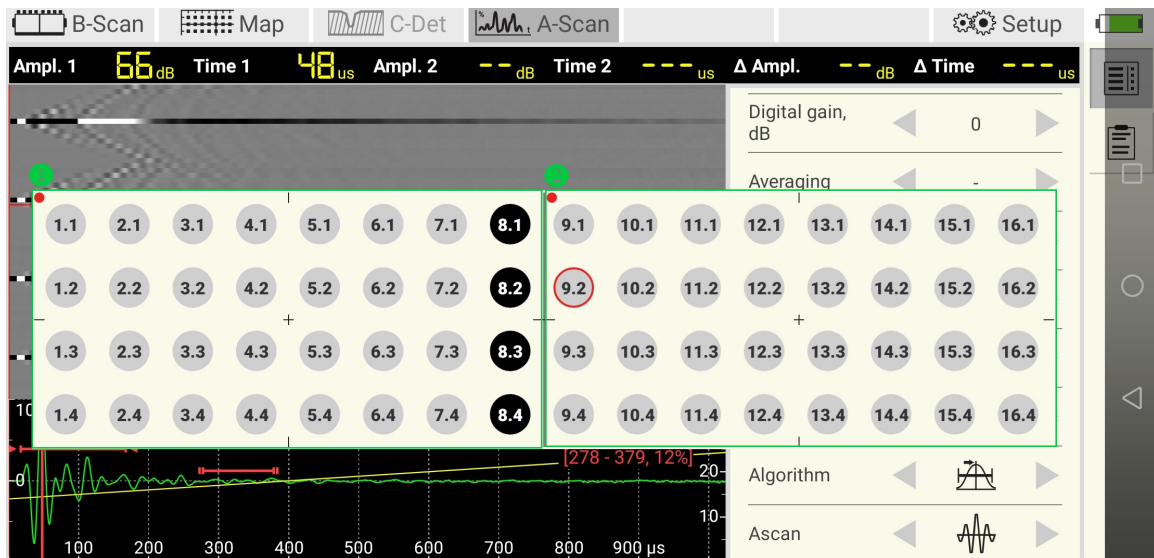 B-Scan Map C-Det A-Scan Setup
Ampl. 1 66 dB Time 1 48 us Ampl. 2 -- dB Time 2 --- us Δ Ampl. -- dB Δ Time --- us
Digital gain, dB 0
Averaging -
1.1 2.1 3.1 4.1 5.1 6.1 7.1 8.1 9.1 10.1 11.1 12.1 13.1 14.1 15.1 16.1
1.2 2.2 3.2 4.2 5.2 6.2 7.2 8.2 9.2 10.2 11.2 12.2 13.2 14.2 15.2 16.2
1.3 2.3 3.3 4.3 5.3 6.3 7.3 8.3 9.3 10.3 11.3 12.3 13.3 14.3 15.3 16.3
1.4 2.4 3.4 4.4 5.4 6.4 7.4 8.4 9.4 10.4 11.4 12.4 13.4 14.4 15.4 16.4
[278 - 379, 12%]
20
0
10
Algorithm
Ascan
100 200 300 400 500 600 700 800 900 µs